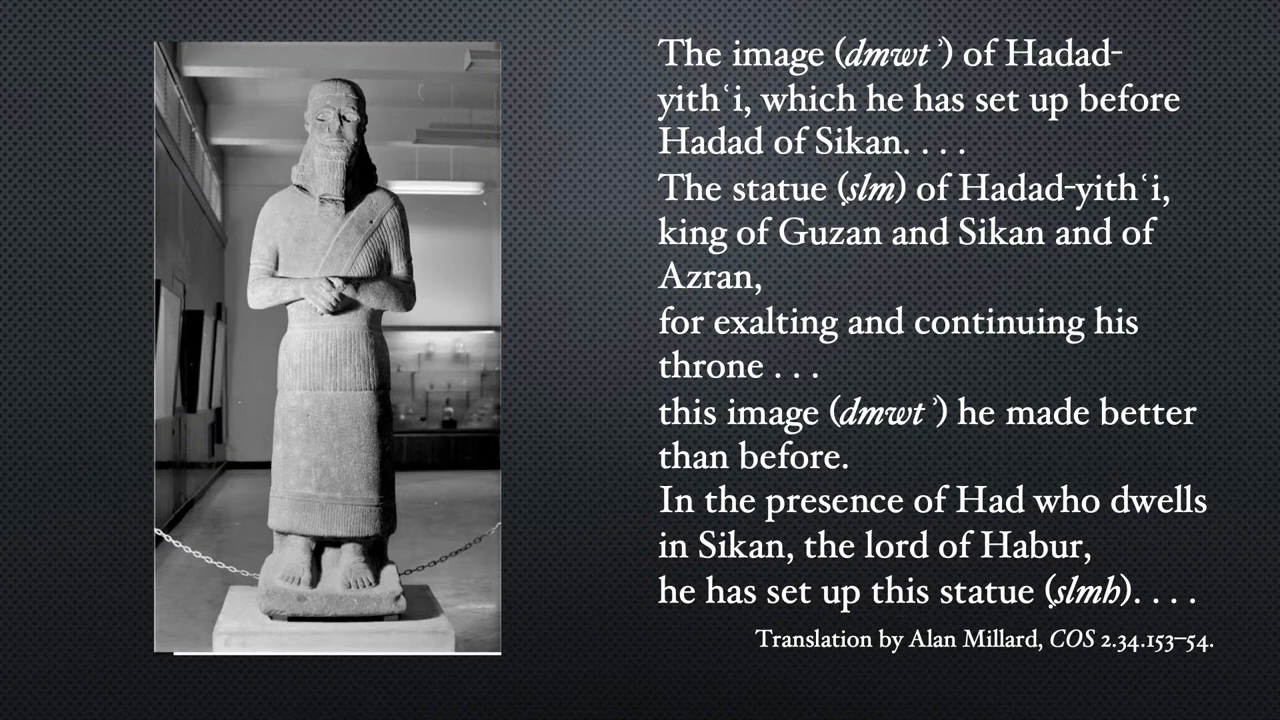 The image (dmwtʾ) of Hadad-
yithʿi, which he has set up before
Hadad of Sikan. . . .
The statue (ṣlm) of Hadad-yithʿi,
king of Guzan and Sikan and of
Azran,
for exalting and continuing his
throne . . .
this image (dmwtʾ) he made better
than before.
In the presence of Had who dwells
in Sikan, the lord of Habur,
he has set up this statue (ṣlmh). . . .
Translation by Alan Millard, COS 2.34.153–54.